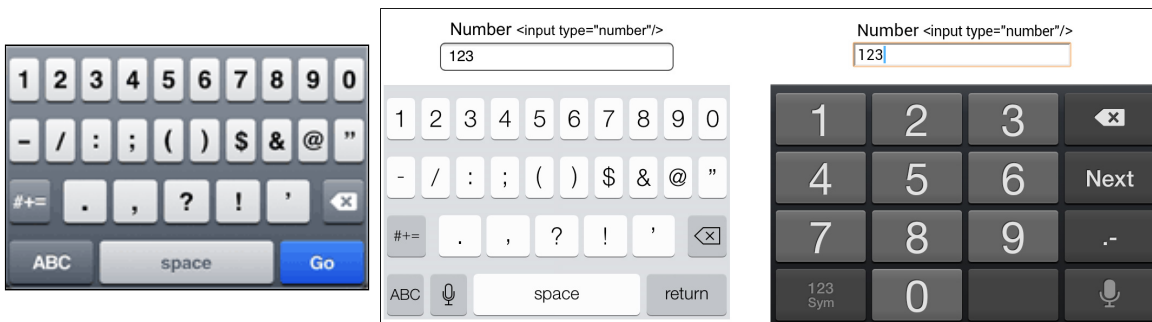 1 2 3 4 5 6 7 8 9 0
- / : ; ( ) $ & @ ”
#+= . , ? ! ’
ABC space Go
Number <input type="number"/>
123
1 2 3 4 5 6 7 8 9 0
- / : ; ( ) $ & @ ”
#+= . , ? ! ’
ABC space return
Number <input type="number"/>
123
1 2 3
4 5 6 Next
7 8 9 .-
123
Sym 0